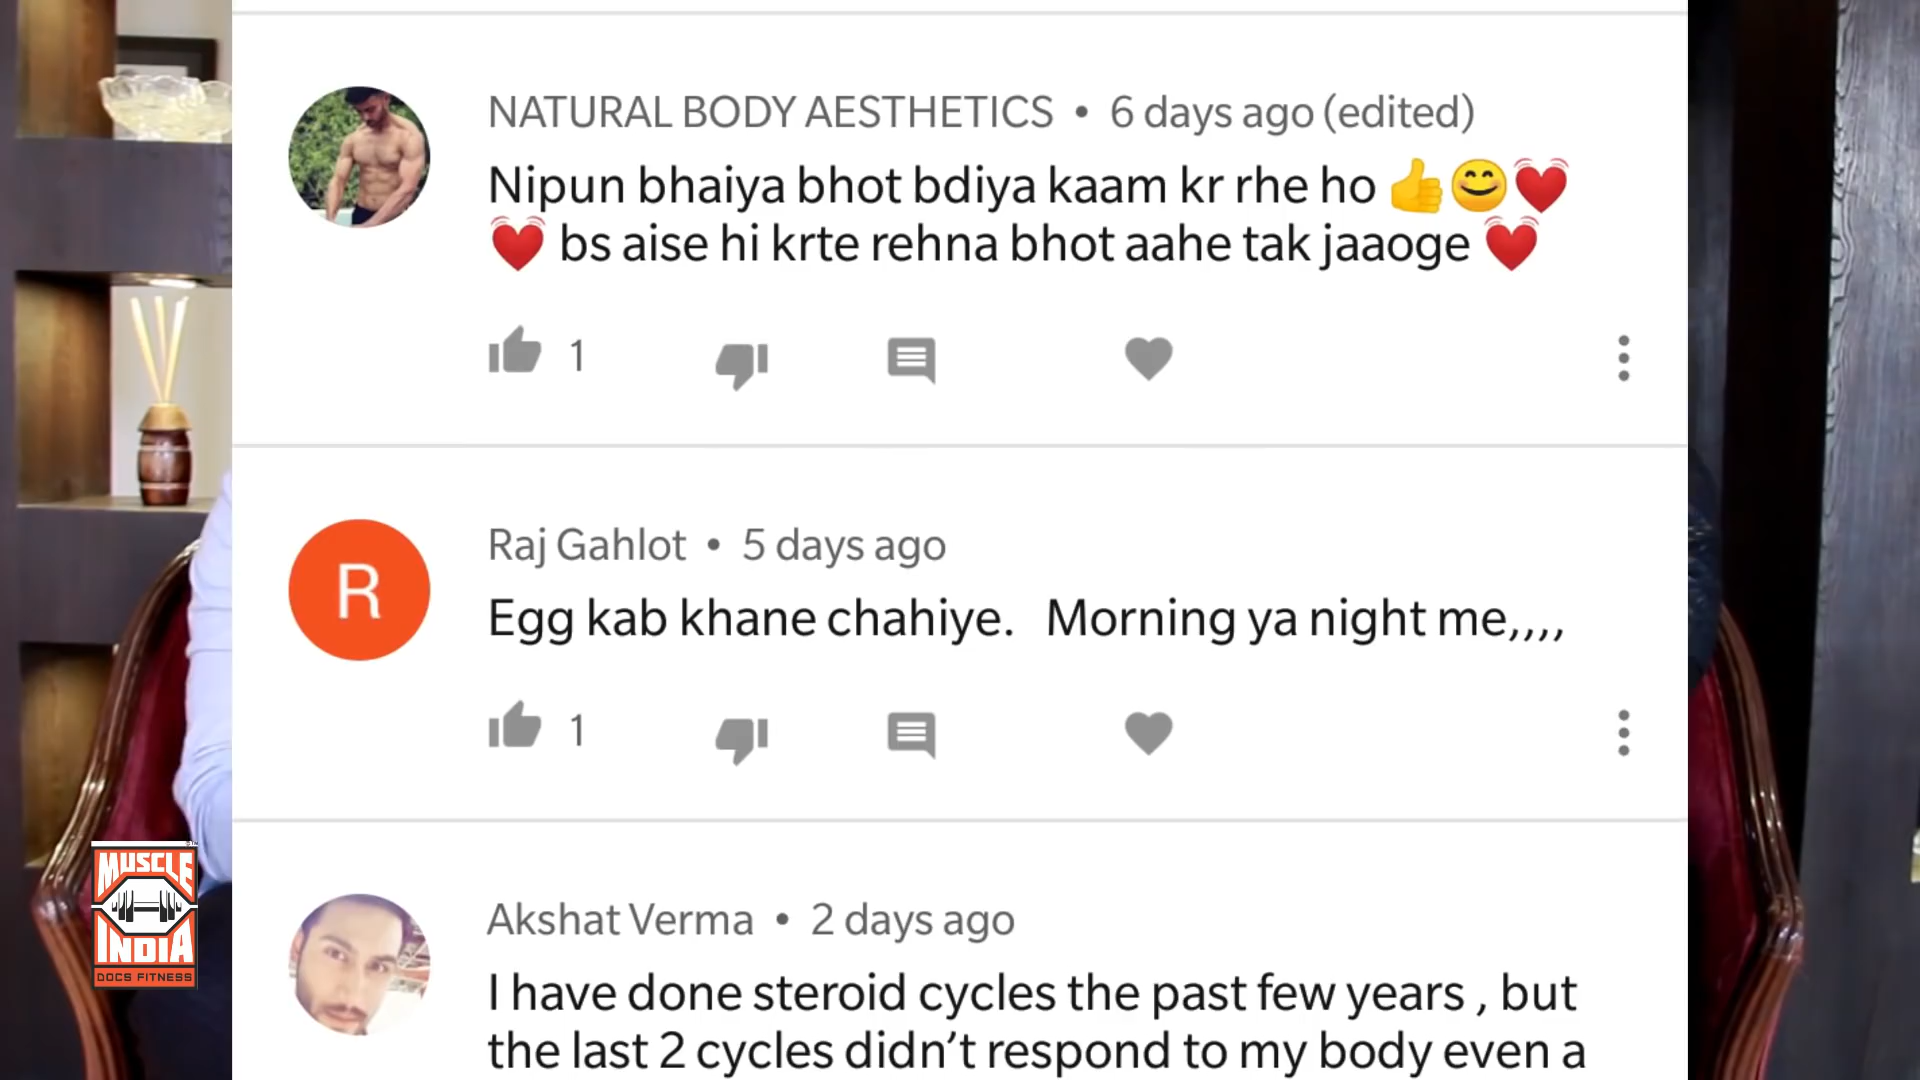 NATURAL BODY AESTHETICS • 6 days ago (edited)
Nipun bhaiya bhot bdiya kaam kr rhe ho 👍😊💓
💓 bs aise hi krte rehna bhot aahe tak jaaoge 💓
1
R
Raj Gahlot • 5 days ago
Egg kab khane chahiye. Morning ya night me,,,,
1
Akshat Verma • 2 days ago
I have done steroid cycles the past few years , but
the last 2 cycles didn't respond to my body even a
MUSCLE
INDIA
DOCS FITNESS